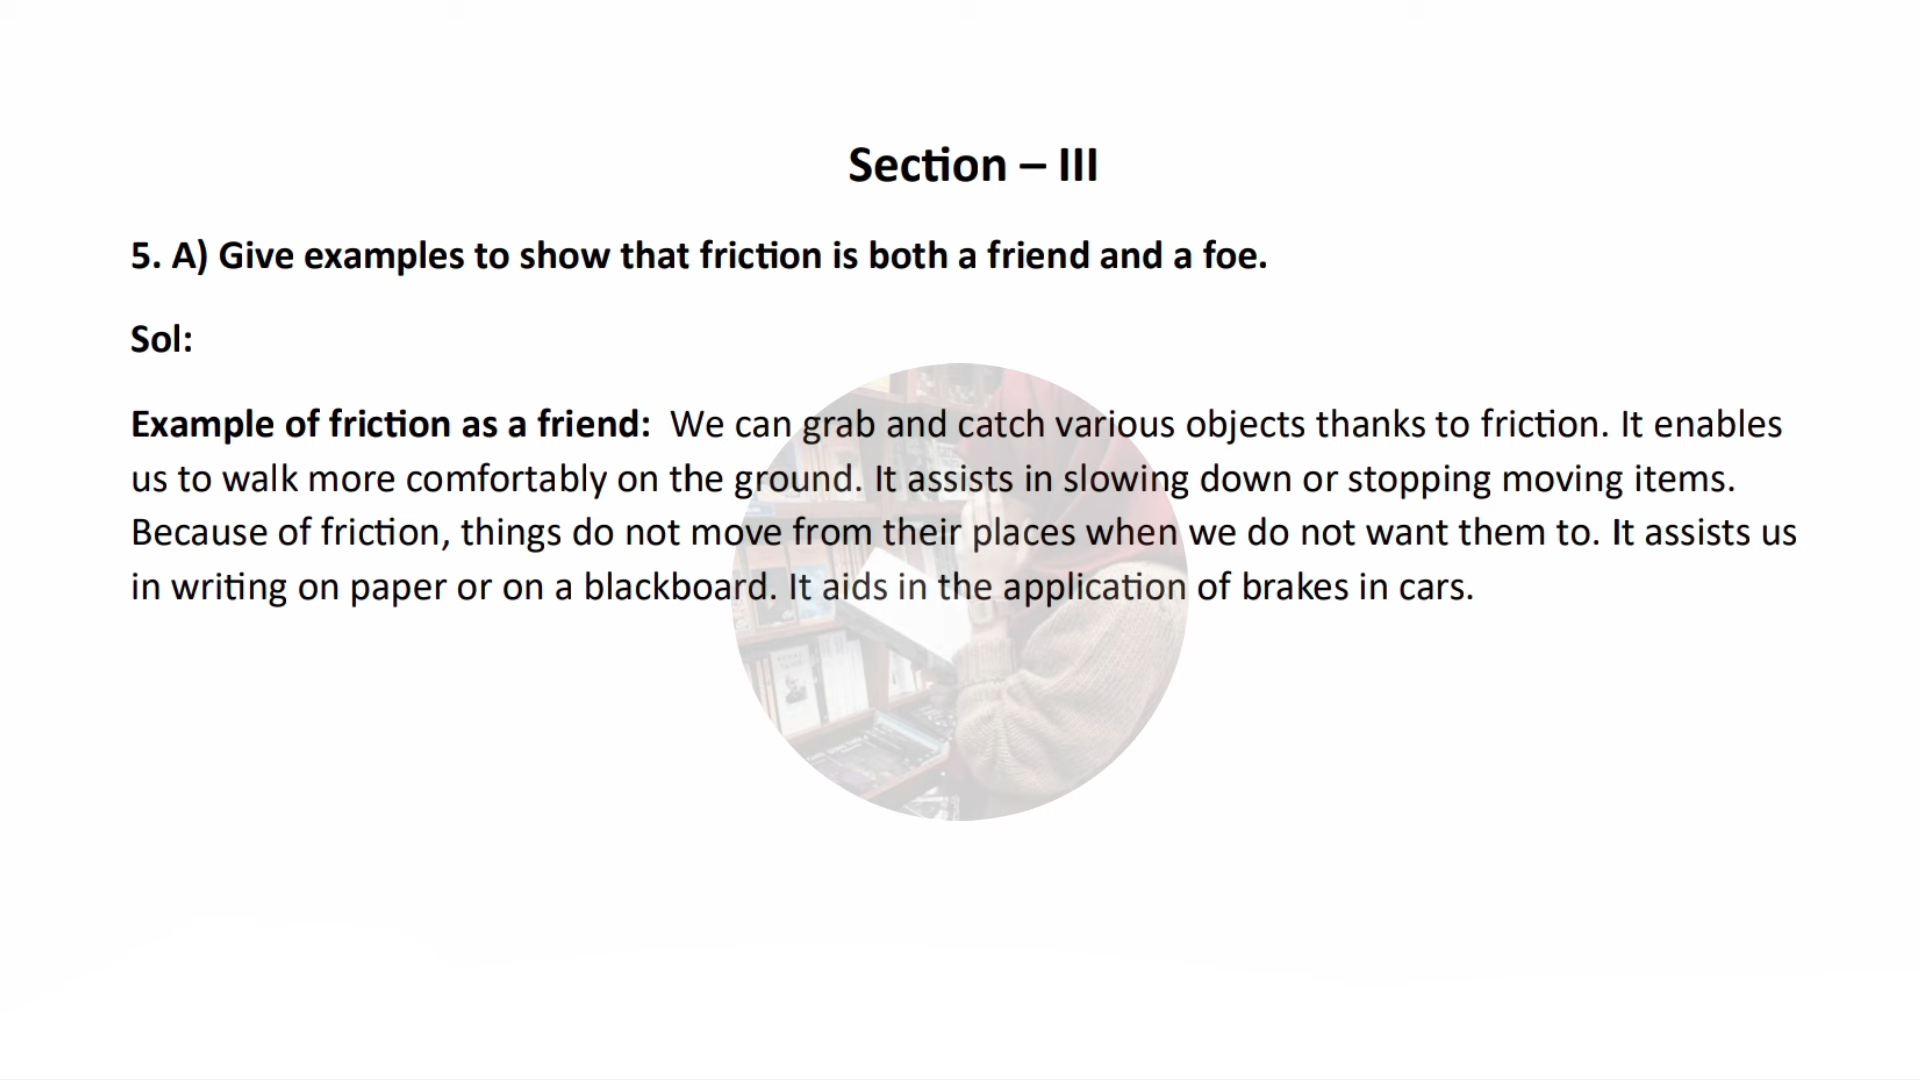 Section – III
5. A) Give examples to show that friction is both a friend and a foe.
Sol:
Example of friction as a friend:  We can grab and catch various objects thanks to friction. It enables
us to walk more comfortably on the ground. It assists in slowing down or stopping moving items.
Because of friction, things do not move from their places when we do not want them to. It assists us
in writing on paper or on a blackboard. It aids in the application of brakes in cars.